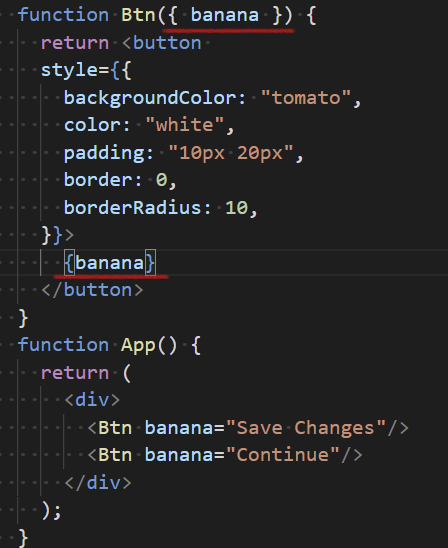 function Btn({ banana }) {
  return <button
  style={{
    backgroundColor: "tomato",
    color: "white",
    padding: "10px 20px",
    border: 0,
    borderRadius: 10,
  }}>
    {banana}
  </button>
}
function App() {
  return (
    <div>
      <Btn banana="Save Changes"/>
      <Btn banana="Continue"/>
    </div>
  );
}